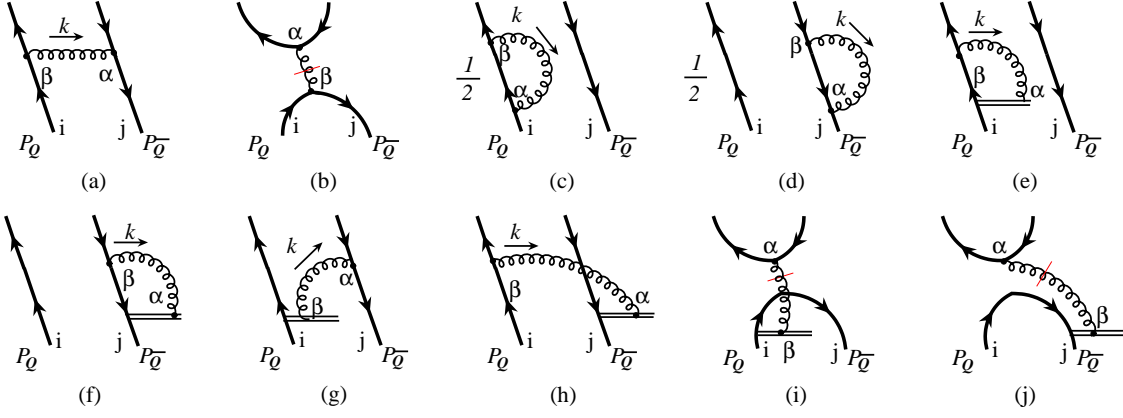 k β α i j P_Q P_Q̅
α β i j P_Q P_Q̅
k β 1/2 α i j P_Q P_Q̅
k β 1/2 α i j P_Q P_Q̅
k β α i j P_Q P_Q̅
(a) (b) (c) (d) (e)
k β α i j P_Q P_Q̅
k α β i j P_Q P_Q̅
k β α i j P_Q P_Q̅
α i β j P_Q P_Q̅
α β i j P_Q P_Q̅
(f) (g) (h) (i) (j)